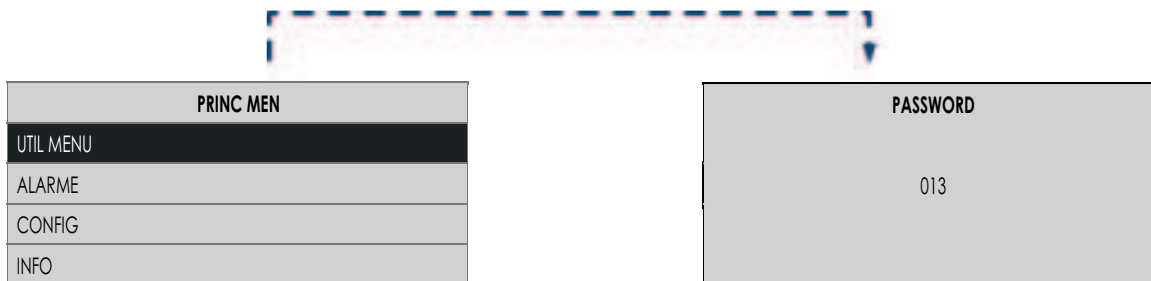 PRINC MEN
UTIL MENU
ALARME
CONFIG
INFO
PASSWORD
013